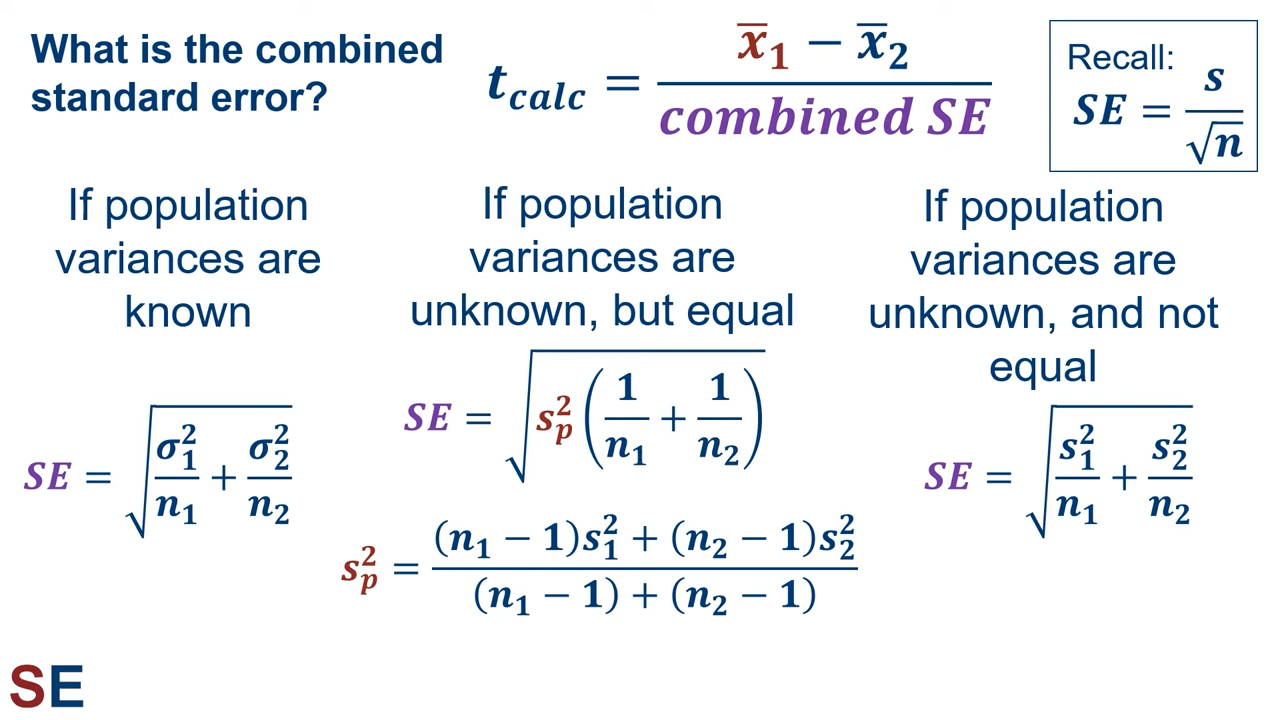 What is the combined
standard error?
t_calc = (x̅₁ − x̅₂) / (combined SE)
Recall:
SE = s / √n
If population
variances are
known
SE = √(σ₁²/n₁ + σ₂²/n₂)
If population
variances are
unknown, but equal
SE = √(s_p²(1/n₁ + 1/n₂))
s_p² = ((n₁ − 1)s₁² + (n₂ − 1)s₂²) / ((n₁ − 1) + (n₂ − 1))
If population
variances are
unknown, and not
equal
SE = √(s₁²/n₁ + s₂²/n₂)
SE